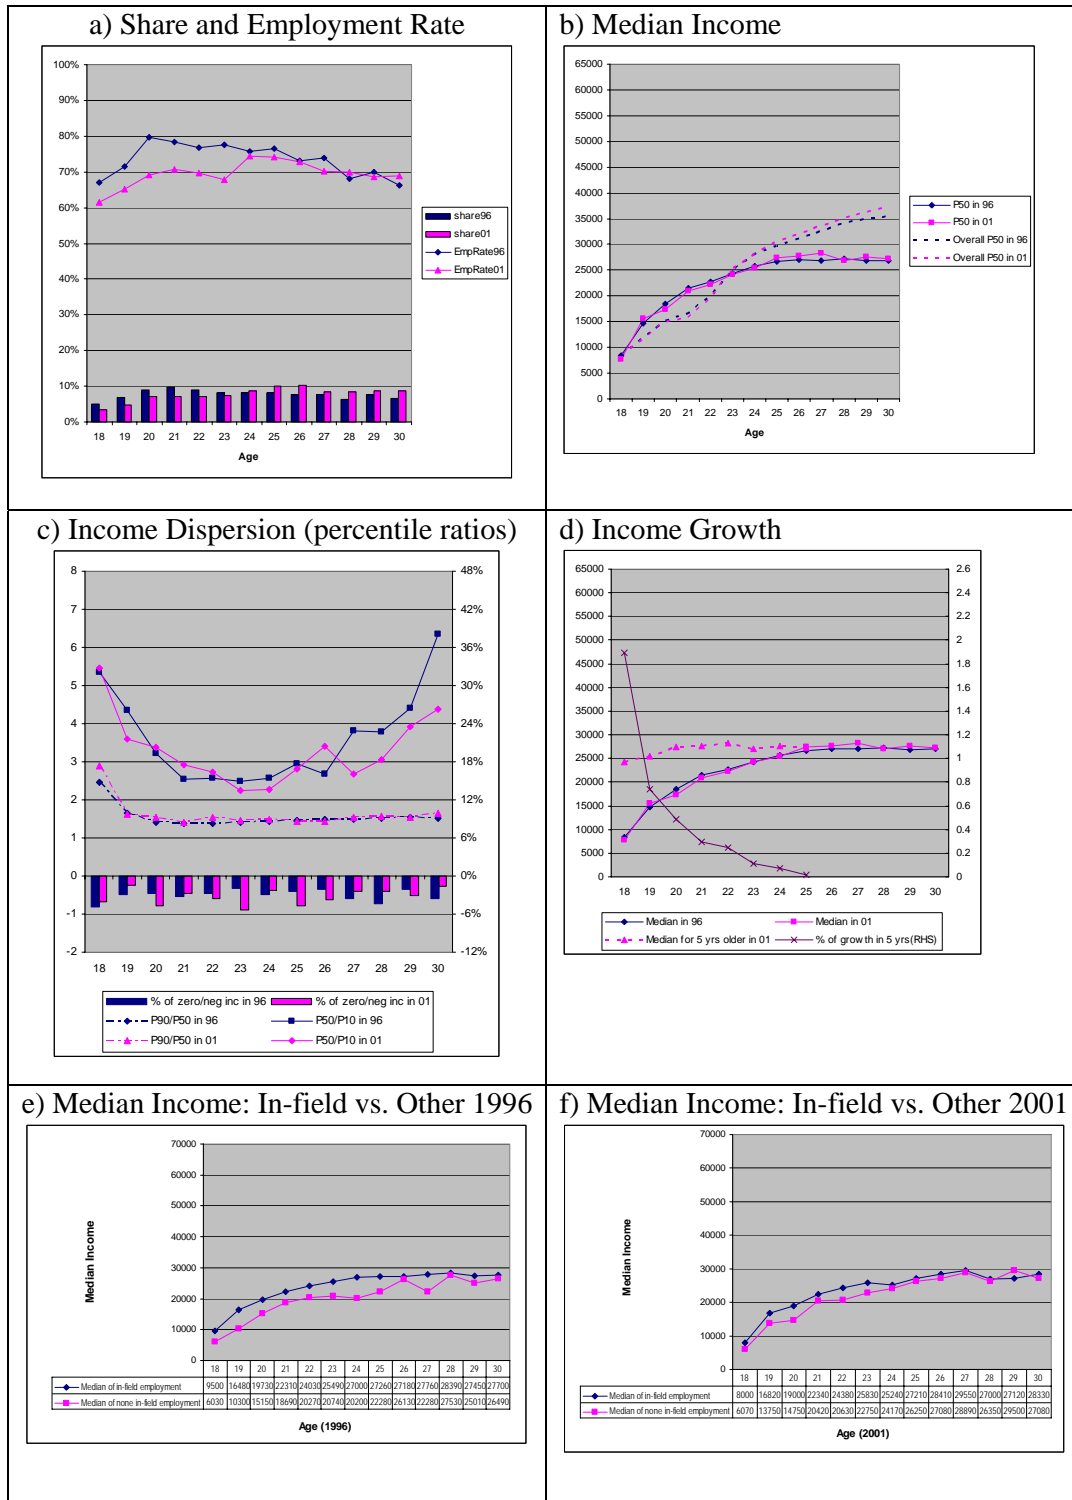 a) Share and Employment Rate
100%
90%
80%
70%
60%
50%
40%
30%
20%
10%
0%
18 19 20 21 22 23 24 25 26 27 28 29 30
Age
share96
share01
EmpRate96
EmpRate01
b) Median Income
65000
60000
55000
50000
45000
40000
35000
30000
25000
20000
15000
10000
5000
0
18 19 20 21 22 23 24 25 26 27 28 29 30
Age
P50 in 96
P50 in 01
Overall P50 in 96
Overall P50 in 01
c) Income Dispersion (percentile ratios)
8
7
6
5
4
3
2
1
0
-1
-2
48%
42%
36%
30%
24%
18%
12%
6%
0%
-6%
-12%
18 19 20 21 22 23 24 25 26 27 28 29 30
% of zero/neg inc in 96 % of zero/neg inc in 01
P90/P50 in 96 P50/P10 in 96
P90/P50 in 01 P50/P10 in 01
d) Income Growth
65000
60000
55000
50000
45000
40000
35000
30000
25000
20000
15000
10000
5000
0
2.6
2.4
2.2
2
1.8
1.6
1.4
1.2
1
0.8
0.6
0.4
0.2
0
18 19 20 21 22 23 24 25 26 27 28 29 30
Median in 96 Median in 01
Median for 5 yrs older in 01 % of growth in 5 yrs(RHS)
e) Median Income: In-field vs. Other 1996
Median Income
70000
60000
50000
40000
30000
20000
10000
0
18 19 20 21 22 23 24 25 26 27 28 29 30
Median of in-field employment 9500 16480 19730 22310 24030 25490 27000 27260 27180 27760 28390 27450 27700
Median of none in-field employment 6030 10300 15150 18690 20270 20740 20200 22280 26130 22280 27530 25010 26490
Age (1996)
f) Median Income: In-field vs. Other 2001
Median Income
70000
60000
50000
40000
30000
20000
10000
0
18 19 20 21 22 23 24 25 26 27 28 29 30
Median of in-field employment 8000 16820 19000 22340 24380 25830 25240 27210 28410 29550 27000 27120 28330
Median of none in-field employment 6070 13750 14750 20420 20630 22750 24170 26250 27080 28890 26350 29500 27080
Age (2001)